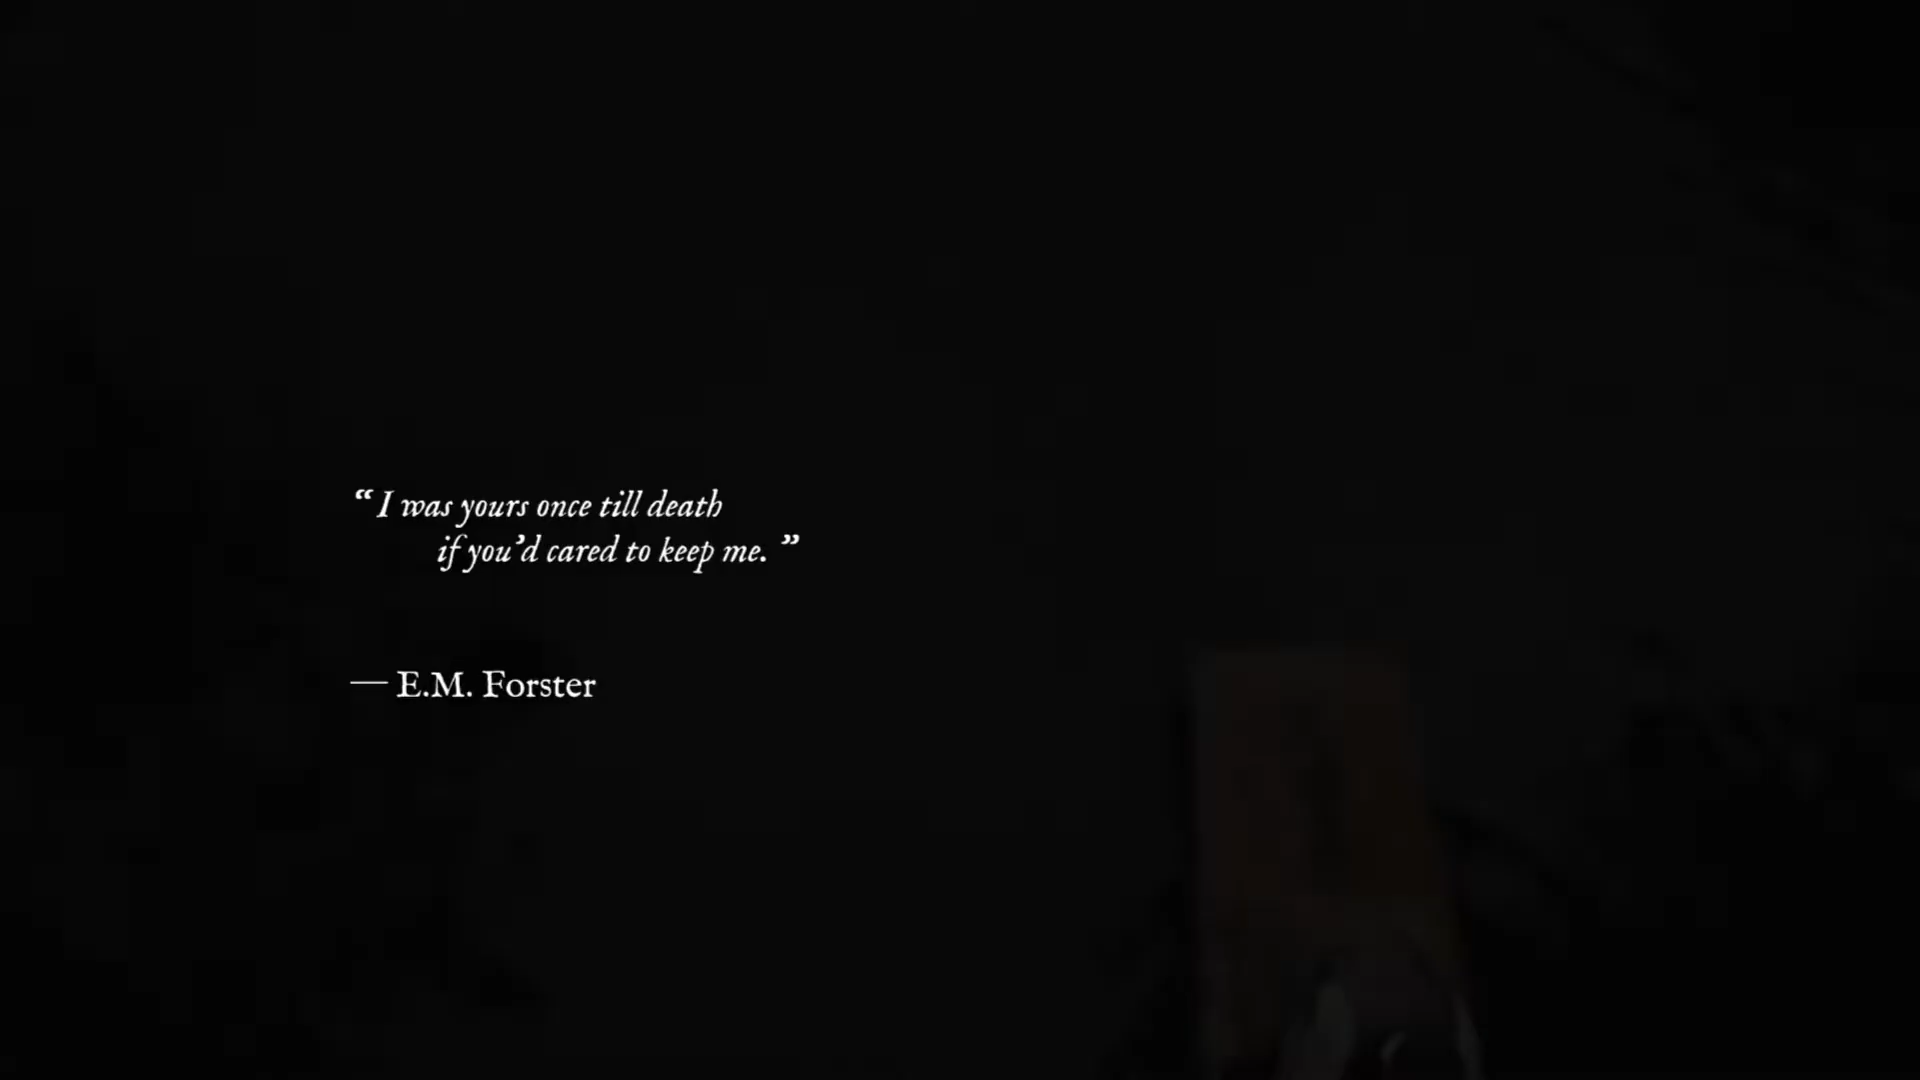 “ I was yours once till death
if you’d cared to keep me. ”
— E.M. Forster